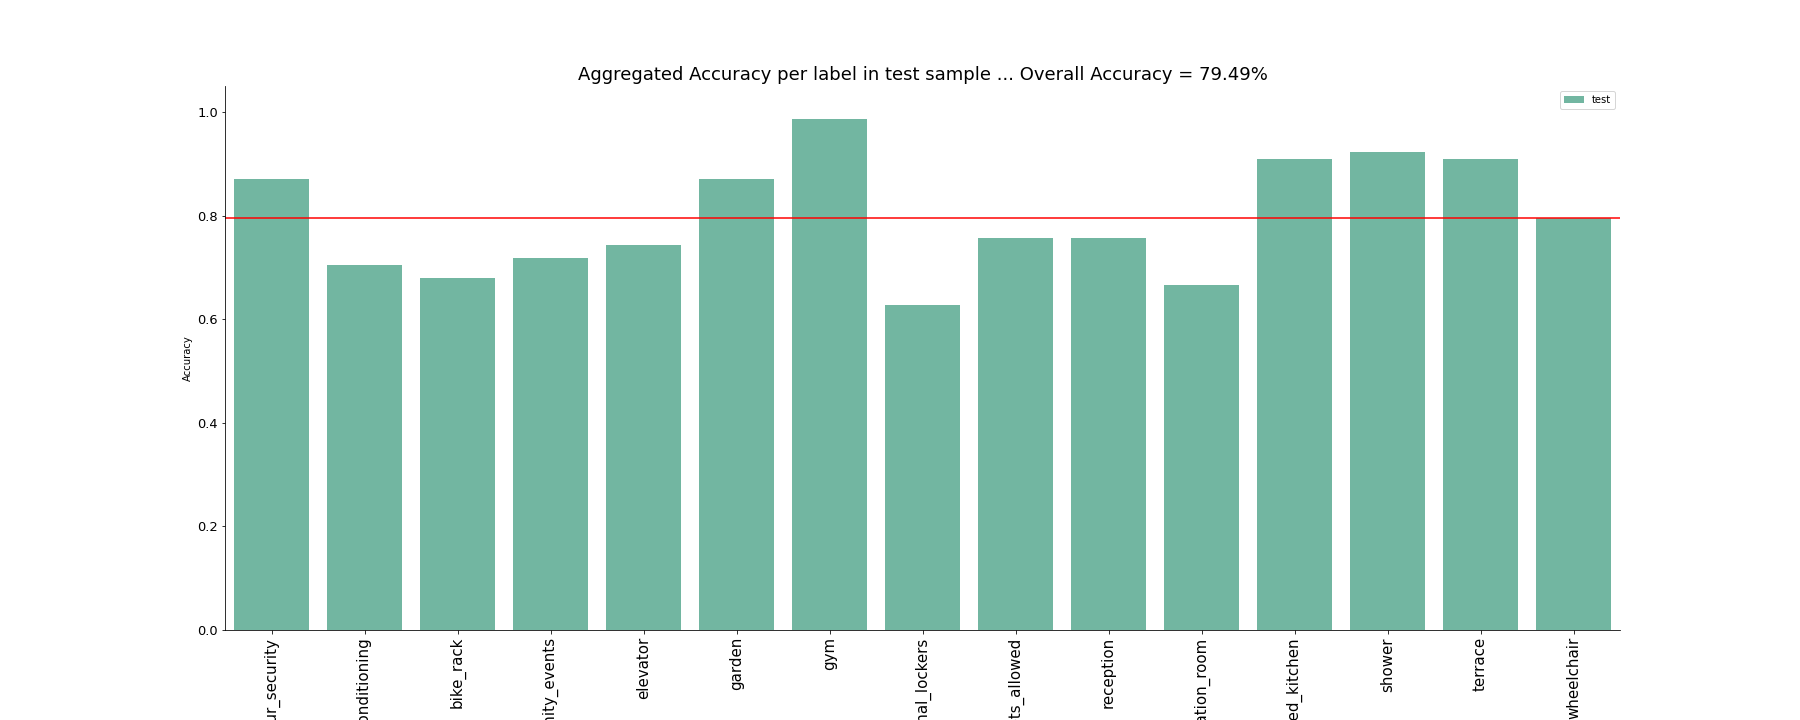 Aggregated Accuracy per label in test sample ... Overall Accuracy = 79.49%
test
1.0
0.8
0.6
0.4
0.2
0.0
Accuracy
ur_security
onditioning
bike_rack
nity_events
elevator
garden
gym
nal_lockers
ts_allowed
reception
ation_room
ed_kitchen
shower
terrace
wheelchair